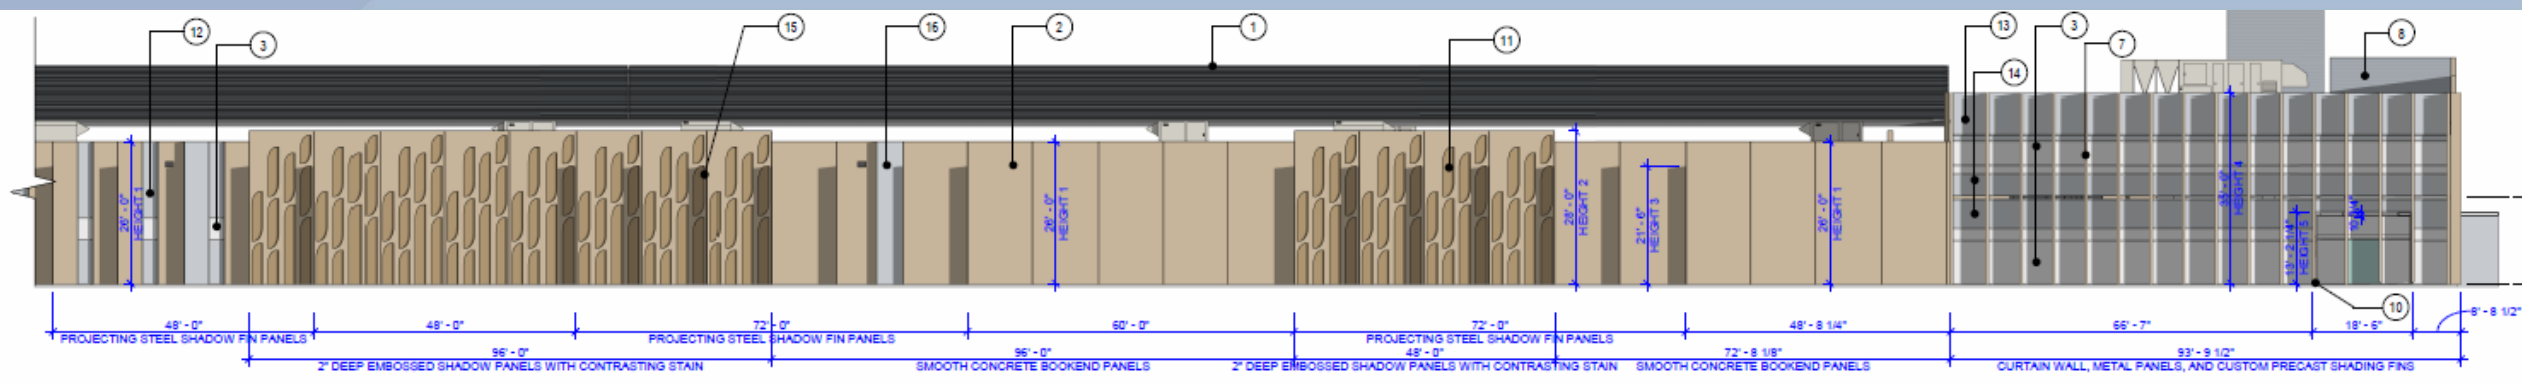 12
3
15
16
2
1
11
13
3
7
14
8
10
26' - 0"
HEIGHT 1
26' - 0"
HEIGHT 1
28' - 0"
HEIGHT 2
21' - 6"
HEIGHT 3
26' - 0"
HEIGHT 1
HEIGHT 4
13' - 2 1/4"
HEIGHT 5
48' - 0"
48' - 0"
72' - 0"
60' - 0"
72' - 0"
48' - 8 1/4"
66' - 7"
18' - 6"
8' - 8 1/2"
PROJECTING STEEL SHADOW FIN PANELS
PROJECTING STEEL SHADOW FIN PANELS
PROJECTING STEEL SHADOW FIN PANELS
96' - 0"
96' - 0"
48' - 0"
72' - 8 1/8"
93' - 9 1/2"
2" DEEP EMBOSSED SHADOW PANELS WITH CONTRASTING STAIN
SMOOTH CONCRETE BOOKEND PANELS
2" DEEP EMBOSSED SHADOW PANELS WITH CONTRASTING STAIN
SMOOTH CONCRETE BOOKEND PANELS
CURTAIN WALL, METAL PANELS, AND CUSTOM PRECAST SHADING FINS